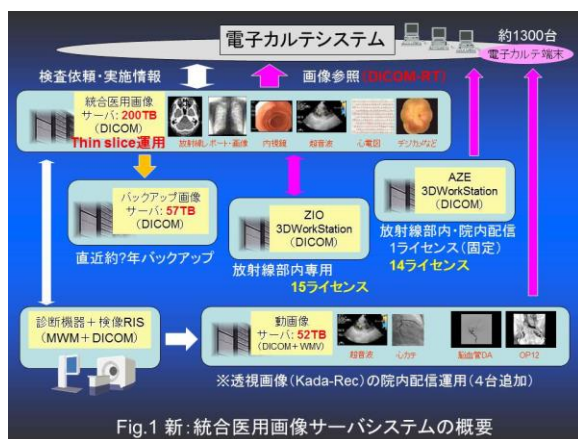 電子カルテシステム
約1300台
電子カルテ端末
検査依頼・実施情報
画像参照(DICOM-RT)
統合医用画像
サーバ:200TB
(DICOM)
Thin slice運用
放射線レポート・画像
内視鏡
超音波
心電図
デジカメなど
バックアップ画像
サーバ:57TB
(DICOM)
直近約?年バックアップ
ZIO
3DWorkStation
(DICOM)
放射線部内専用
15ライセンス
AZE
3DWorkStation
(DICOM)
放射線部内・院内配信
1ライセンス(固定)
14ライセンス
診断機器+検像RIS
(MWM+DICOM)
動画像
サーバ:52TB
(DICOM+WMV)
超音波
心カテ
脳血管DA
OP12
※透視画像(Kada-Rec)の院内配信運用(4台追加)
Fig.1 新:統合医用画像サーバシステムの概要